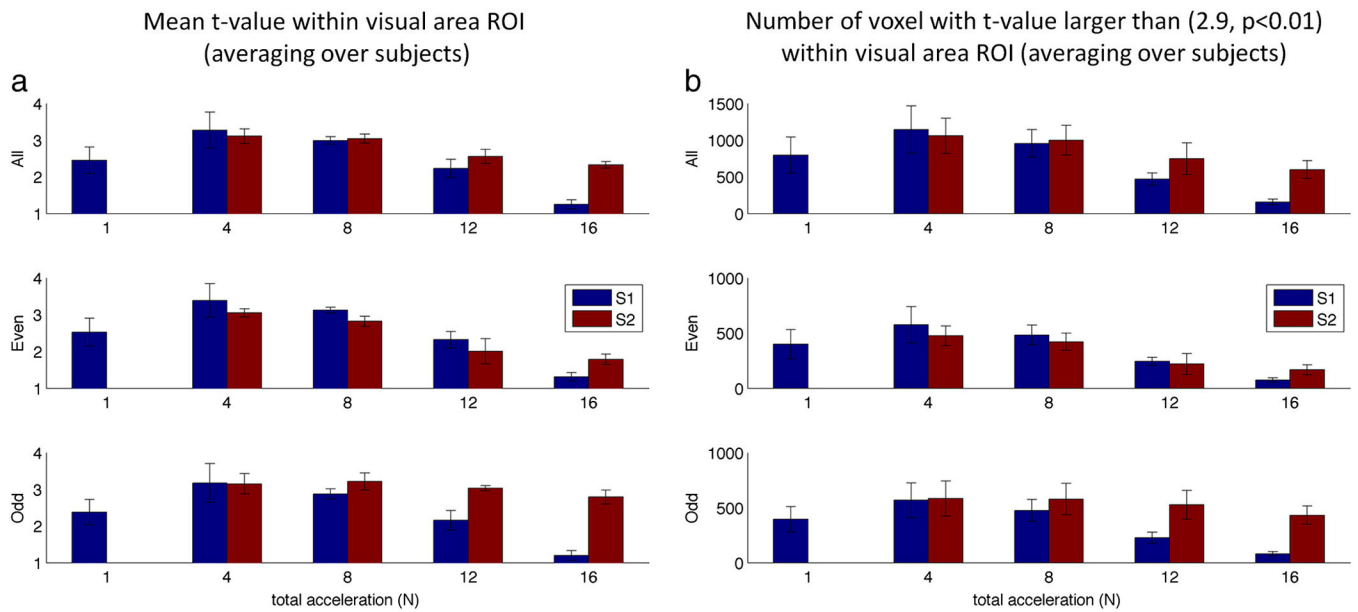 Mean t-value within visual area ROI
(averaging over subjects)
a
4
3
2
1
All
1 4 8 12 16
4
3
2
1
Even
S1
S2
1 4 8 12 16
4
3
2
1
Odd
1 4 8 12 16
total acceleration (N)
Number of voxel with t-value larger than (2.9, p<0.01)
within visual area ROI (averaging over subjects)
b
1500
1000
500
0
All
1 4 8 12 16
1000
500
0
Even
S1
S2
1 4 8 12 16
1000
500
0
Odd
1 4 8 12 16
total acceleration (N)